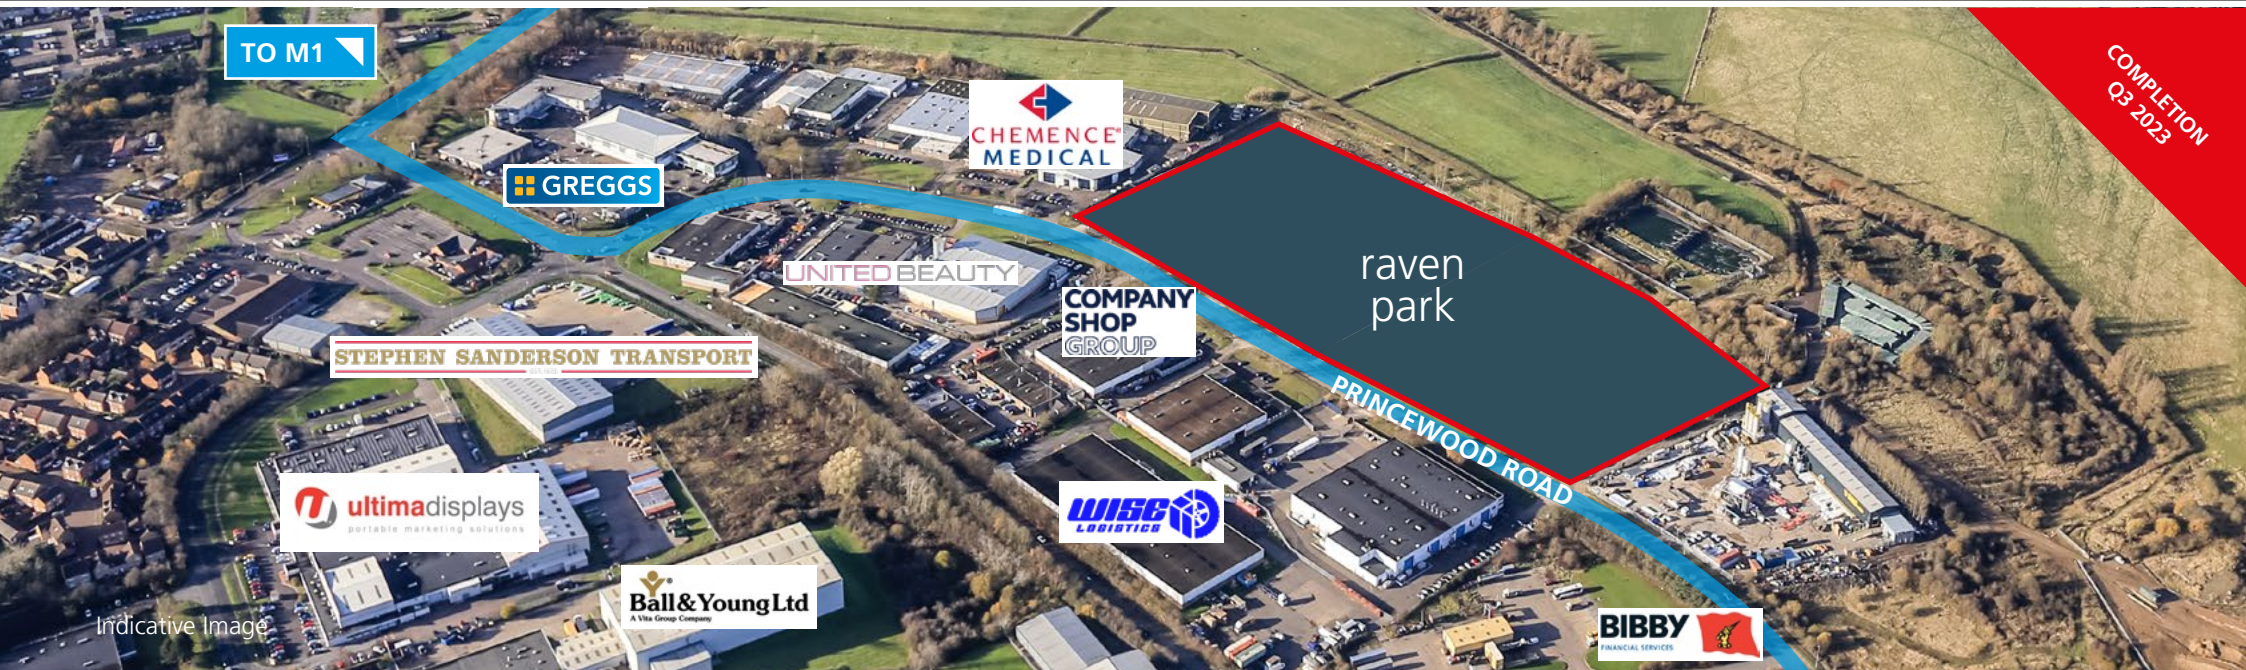 TO M1
COMPLETION
Q3 2023
CHEMENCE®
MEDICAL
GREGGS
raven
park
UNITED BEAUTY
COMPANY
SHOP
GROUP
STEPHEN SANDERSON TRANSPORT
PRINCEWOOD ROAD
ultimadisplays
portable marketing solutions
WISE
LOGISTICS
Ball & Young Ltd
A Vita Group Company
Indicative Image
BIBBY
FINANCIAL SERVICES